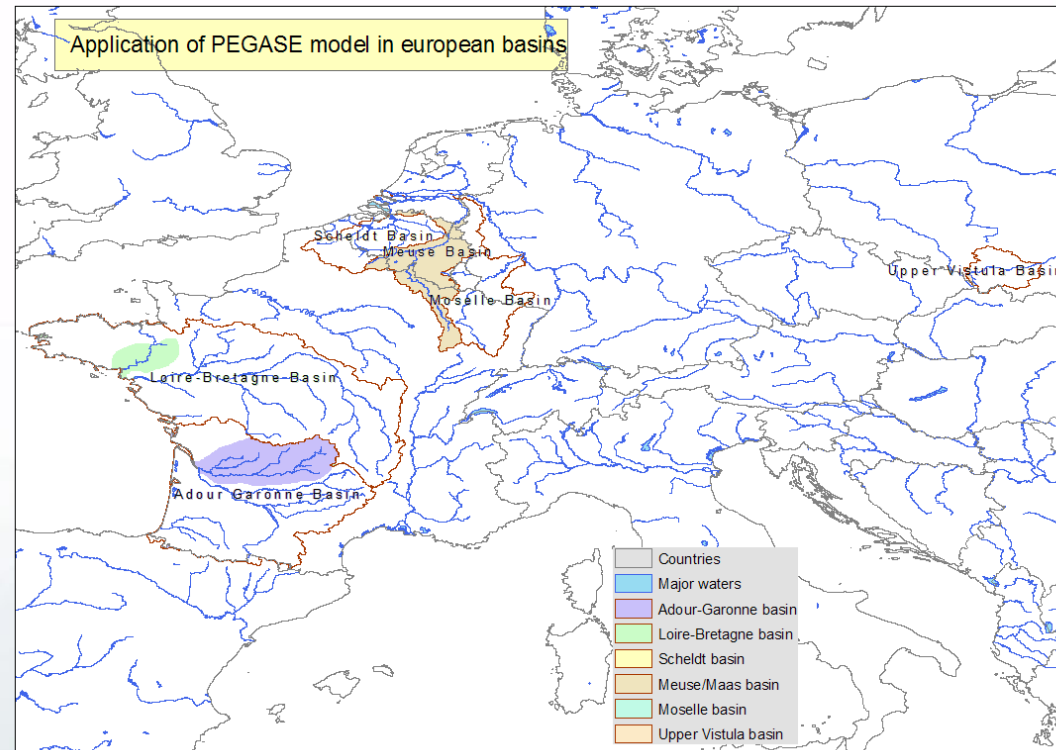 Application of PEGASE model in european basins
Scheldt Basin
Meuse Basin
Upper Vistula Basin
Moselle Basin
Loire-Bretagne Basin
Adour Garonne Basin
Countries
Major waters
Adour-Garonne basin
Loire-Bretagne basin
Scheldt basin
Meuse/Maas basin
Moselle basin
Upper Vistula basin